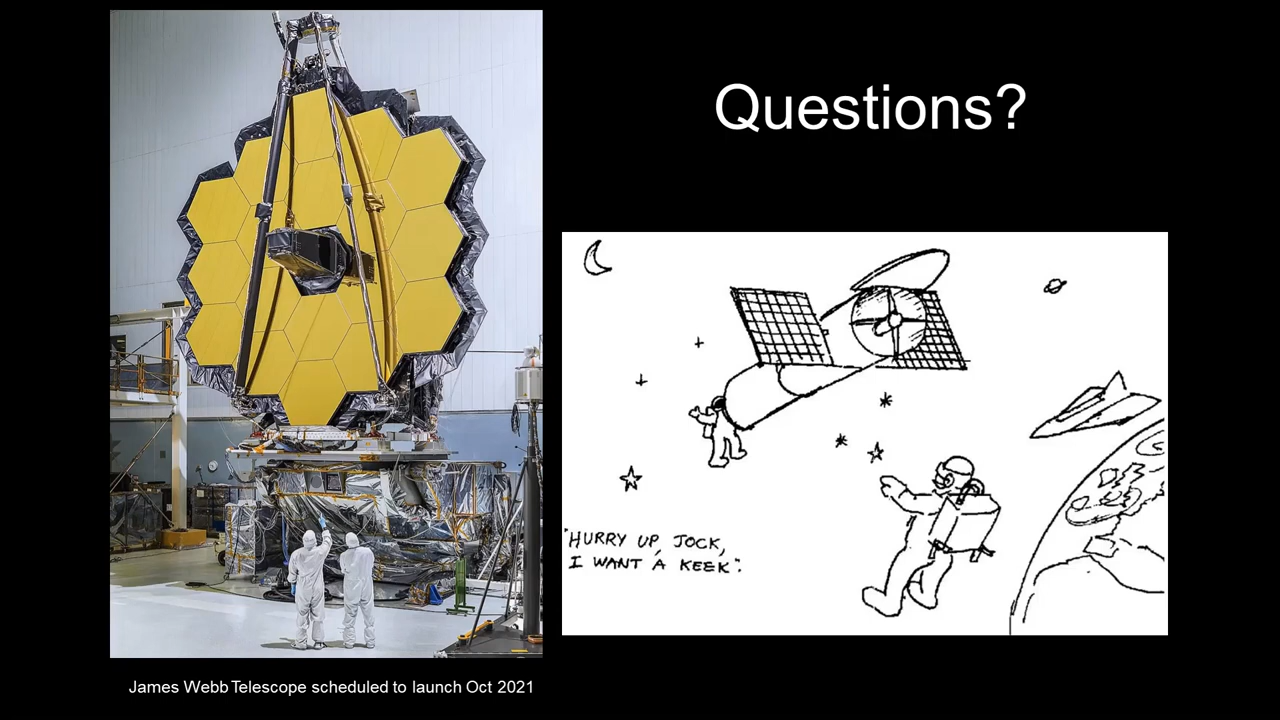 Questions?
"HURRY UP, JOCK,
I WANT A KEEK".
James Webb Telescope scheduled to launch Oct 2021